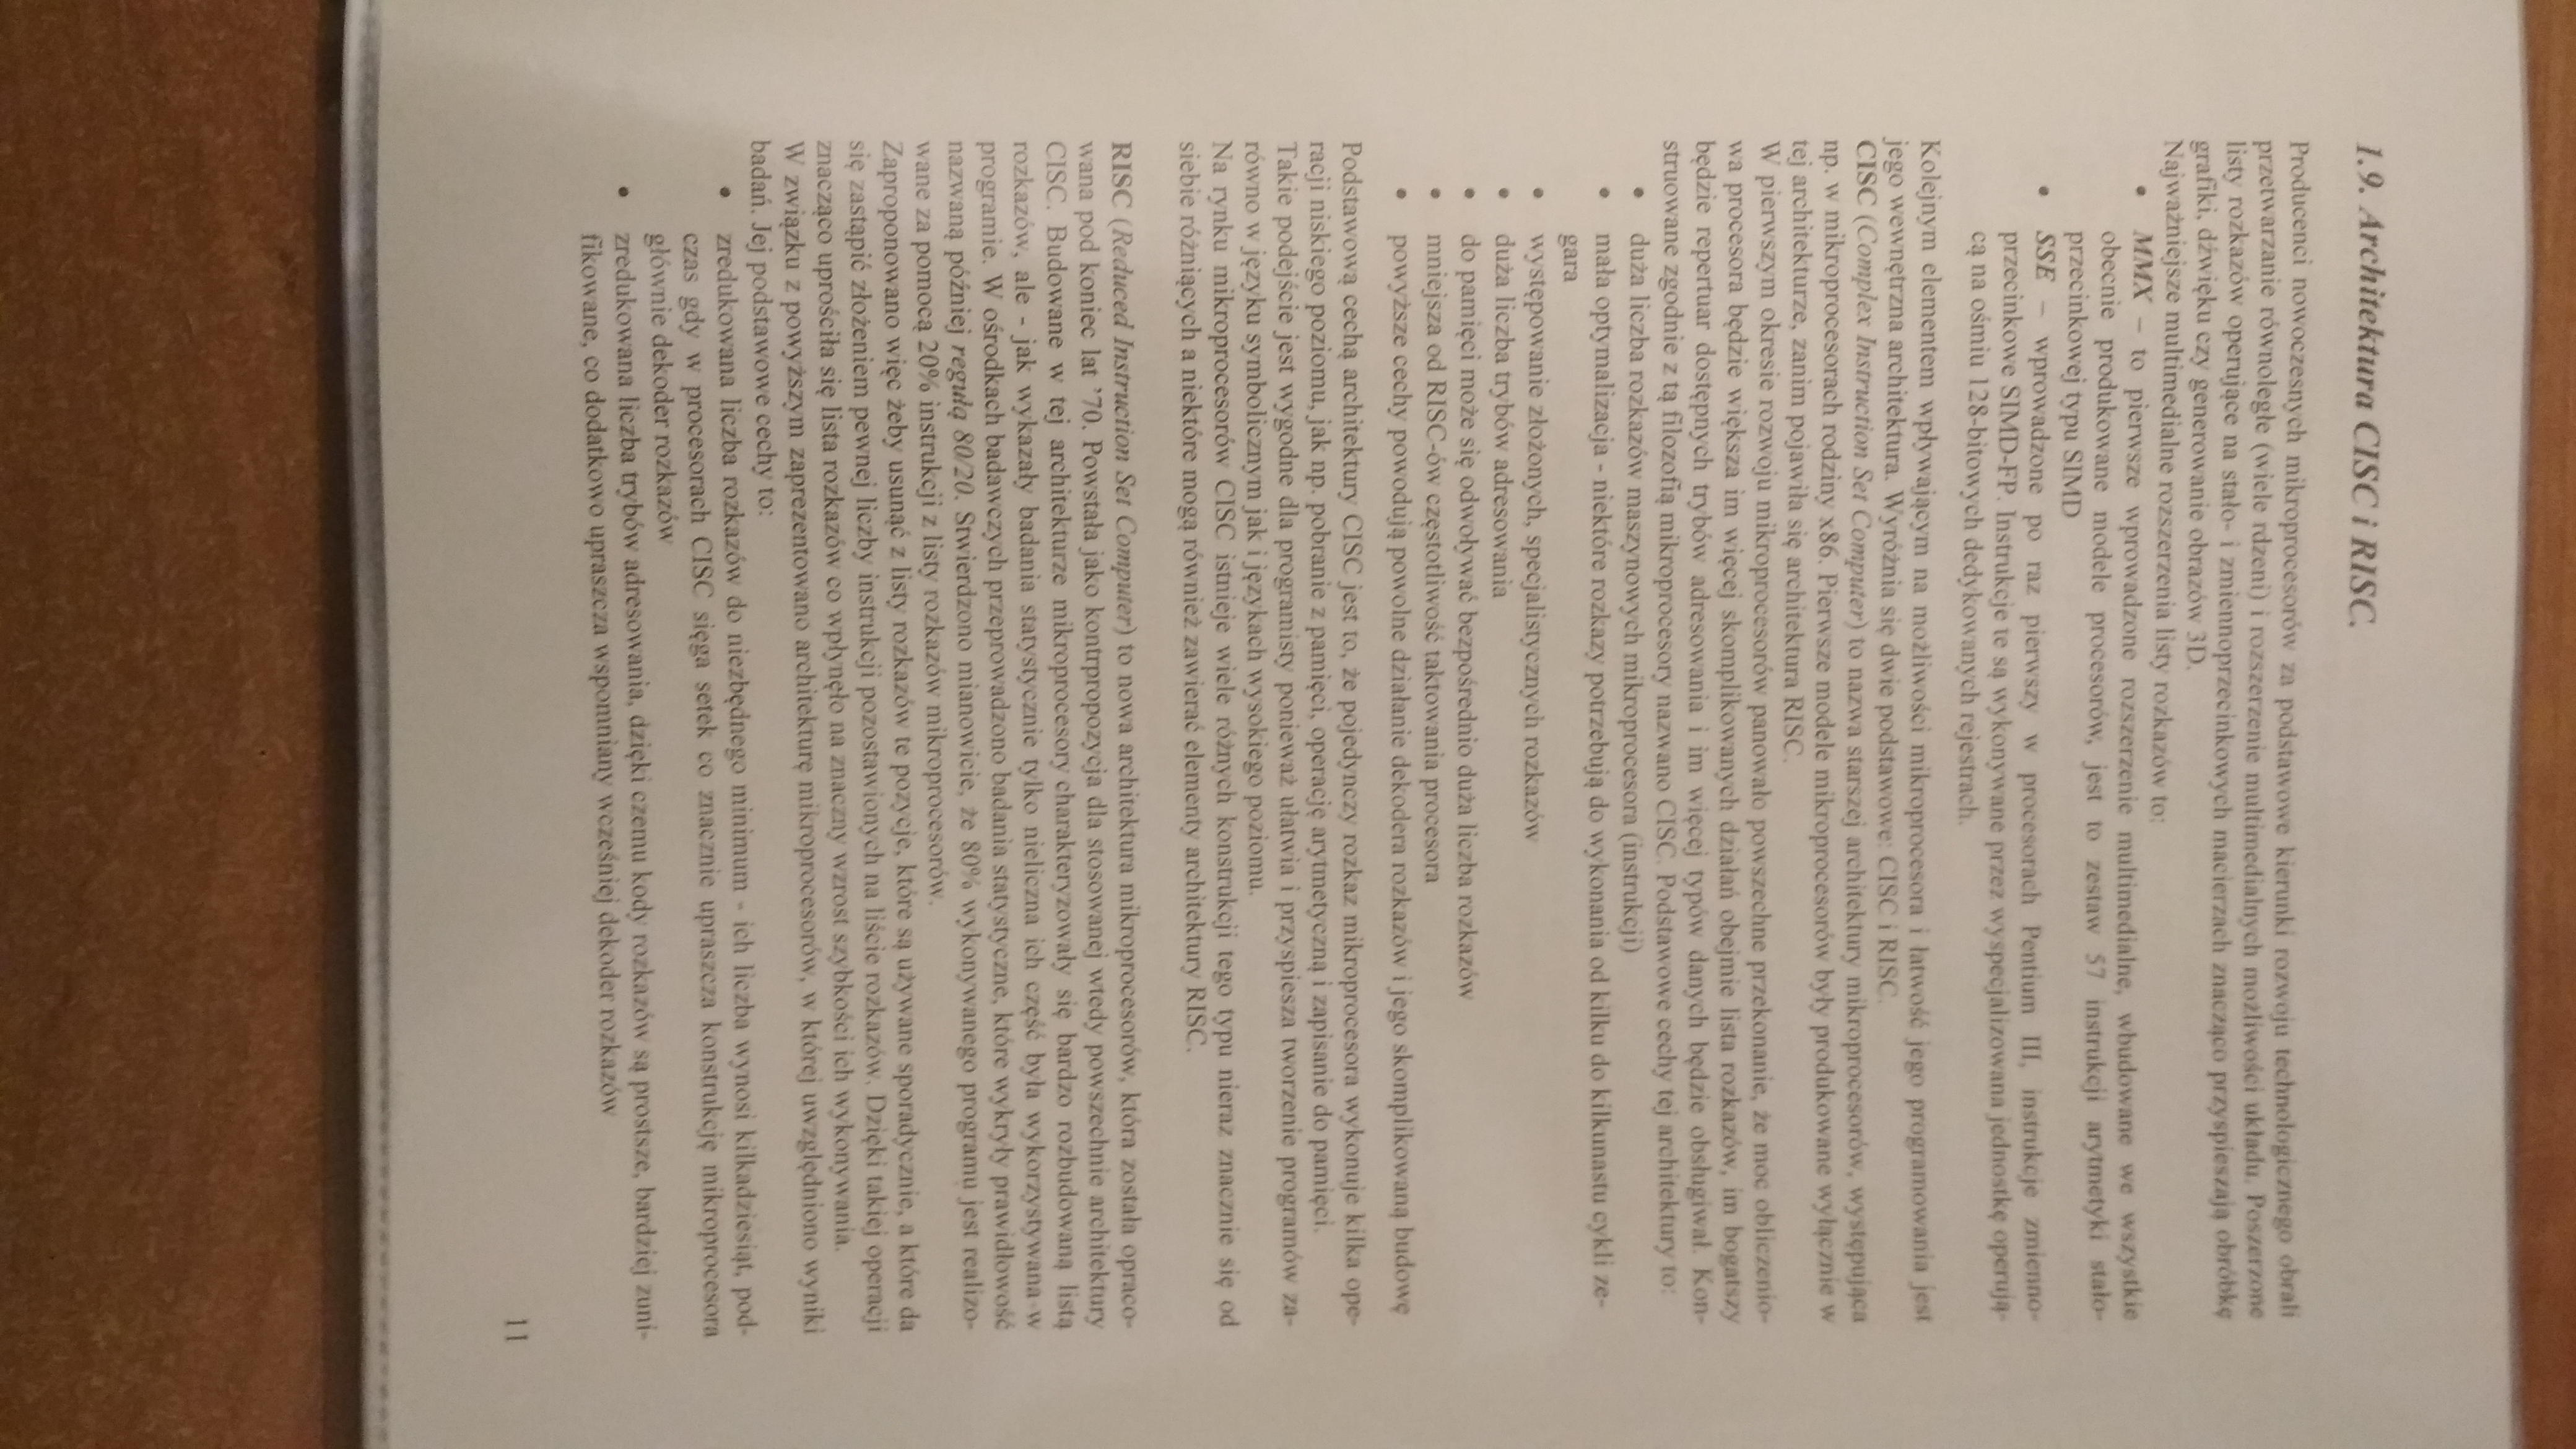 1.9. Architektura CISC i RISC.
Producenci nowoczesnych mikroprocesorów za podstawowe kierunki rozwoju technologicznego obrali
przetwarzanie równoległe (wiele rdzeni) i rozszerzenie multimedialnych możliwości układu. Poszerzone
listy rozkazów operujące na stało- i zmiennoprzecinkowych macierzach znacząco przyspieszają obróbkę
grafiki, dźwięku czy generowanie obrazów 3D.
Najważniejsze multimedialne rozszerzenia listy rozkazów to:
• MMX – to pierwsze wprowadzone rozszerzenie multimedialne, wbudowane we wszystkie
obecnie produkowane modele procesorów, jest to zestaw 57 instrukcji arytmetyki stało-
przecinkowej typu SIMD
• SSE – wprowadzone po raz pierwszy w procesorach Pentium III, instrukcje zmienno-
przecinkowe SIMD-FP. Instrukcje te są wykonywane przez wyspecjalizowana jednostkę operują-
cą na ośmiu 128-bitowych dedykowanych rejestrach.
Kolejnym elementem wpływającym na możliwości mikroprocesora i łatwość jego programowania jest
jego wewnętrzna architektura. Wyróżnia się dwie podstawowe: CISC i RISC.
CISC (Complex Instruction Set Computer) to nazwa starszej architektury mikroprocesorów, występująca
np. w mikroprocesorach rodziny x86. Pierwsze modele mikroprocesorów były produkowane wyłącznie w
tej architekturze, zanim pojawiła się architektura RISC.
W pierwszym okresie rozwoju mikroprocesorów panowało powszechne przekonanie, że moc obliczenio-
wa procesora będzie większa im więcej skomplikowanych działań obejmie lista rozkazów, im bogatszy
będzie repertuar dostępnych trybów adresowania i im więcej typów danych będzie obsługiwał. Kon-
struowane zgodnie z tą filozofią mikroprocesory nazwano CISC. Podstawowe cechy tej architektury to:
• duża liczba rozkazów maszynowych mikroprocesora (instrukcji)
• mała optymalizacja - niektóre rozkazy potrzebują do wykonania od kilku do kilkunastu cykli ze-
gara
• występowanie złożonych, specjalistycznych rozkazów
• duża liczba trybów adresowania
• do pamięci może się odwoływać bezpośrednio duża liczba rozkazów
• mniejsza od RISC-ów częstotliwość taktowania procesora
• powyższe cechy powodują powolne działanie dekodera rozkazów i jego skomplikowaną budowę
Podstawową cechą architektury CISC jest to, że pojedynczy rozkaz mikroprocesora wykonuje kilka ope-
racji niskiego poziomu, jak np. pobranie z pamięci, operację arytmetyczną i zapisanie do pamięci.
Takie podejście jest wygodne dla programisty ponieważ ułatwia i przyspiesza tworzenie programów za-
równo w języku symbolicznym jak i językach wysokiego poziomu.
Na rynku mikroprocesorów CISC istnieje wiele różnych konstrukcji tego typu nieraz znacznie się od
siebie różniących a niektóre mogą również zawierać elementy architektury RISC.
RISC (Reduced Instruction Set Computer) to nowa architektura mikroprocesorów, która została opraco-
wana pod koniec lat ’70. Powstała jako kontrpropozycja dla stosowanej wtedy powszechnie architektury
CISC. Budowane w tej architekturze mikroprocesory charakteryzowały się bardzo rozbudowaną listą
rozkazów, ale - jak wykazały badania statystycznie tylko nieliczna ich część była wykorzystywana w
programie. W ośrodkach badawczych przeprowadzono badania statystyczne, które wykryły prawidłowość
nazwaną później regułą 80/20. Stwierdzono mianowicie, że 80% wykonywanego programu jest realizo-
wane za pomocą 20% instrukcji z listy rozkazów mikroprocesorów.
Zaproponowano więc żeby usunąć z listy rozkazów te pozycje, które są używane sporadycznie, a które da
się zastąpić złożeniem pewnej liczby instrukcji pozostawionych na liście rozkazów. Dzięki takiej operacji
znacząco uprościła się lista rozkazów co wpłynęło na znaczny wzrost szybkości ich wykonywania.
W związku z powyższym zaprezentowano architekturę mikroprocesorów, w której uwzględniono wyniki
badań. Jej podstawowe cechy to:
• zredukowana liczba rozkazów do niezbędnego minimum - ich liczba wynosi kilkadziesiąt, pod-
czas gdy w procesorach CISC sięga setek co znacznie upraszcza konstrukcję mikroprocesora
głównie dekoder rozkazów
• zredukowana liczba trybów adresowania, dzięki czemu kody rozkazów są prostsze, bardziej zuni-
fikowane, co dodatkowo upraszcza wspomniany wcześniej dekoder rozkazów
11